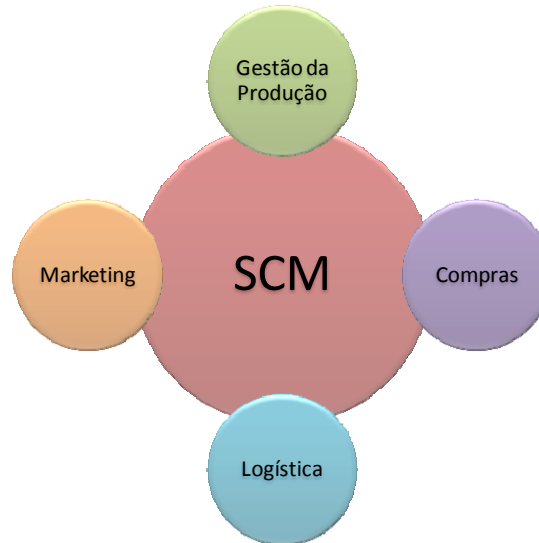 Gestão da
Produção
Marketing
SCM
Compras
Logística